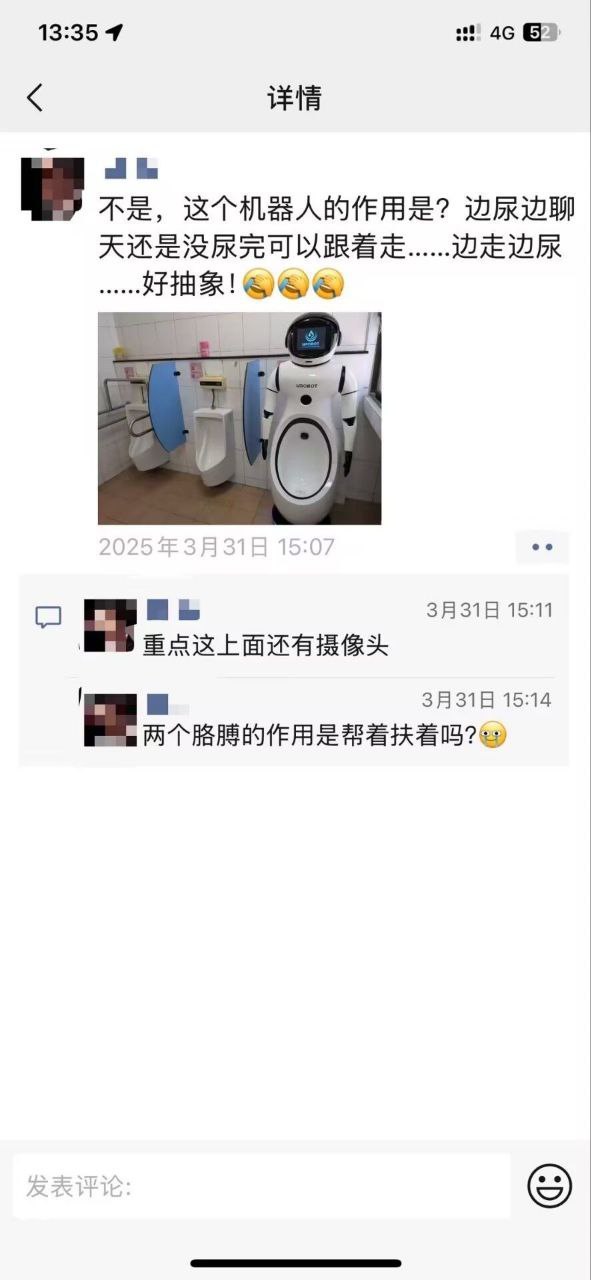 13:35
4G
52
详情
不是，这个机器人的作用是？边尿边聊
天还是没尿完可以跟着走……边走边尿
……好抽象！🤦🤦🤦
UROBOT
UROBOT
2025年3月31日 15:07
3月31日 15:11
重点这上面还有摄像头
3月31日 15:14
两个胳膊的作用是帮着扶着吗?🥹
发表评论: